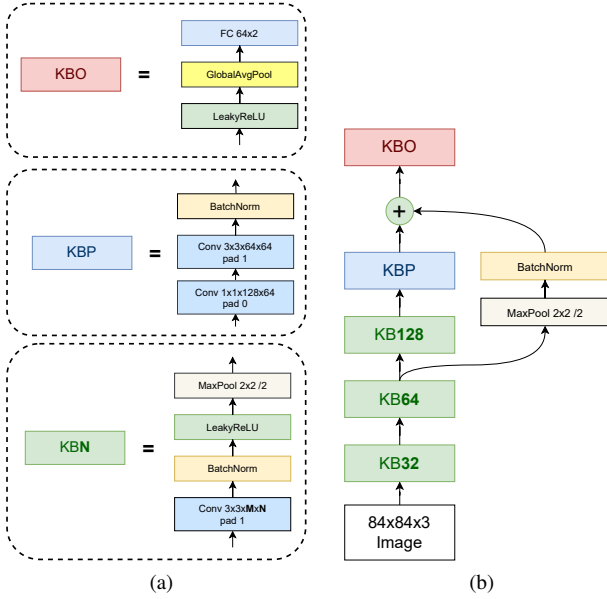 FC 64x2
KBO
=
GlobalAvgPool
LeakyReLU
BatchNorm
KBP
=
Conv 3x3x64x64
pad 1
Conv 1x1x128x64
pad 0
MaxPool 2x2 /2
LeakyReLU
KBN
=
BatchNorm
Conv 3x3xMxN
pad 1
(a)
KBO
+
KBP
BatchNorm
MaxPool 2x2 /2
KB128
KB64
KB32
84x84x3
Image
(b)